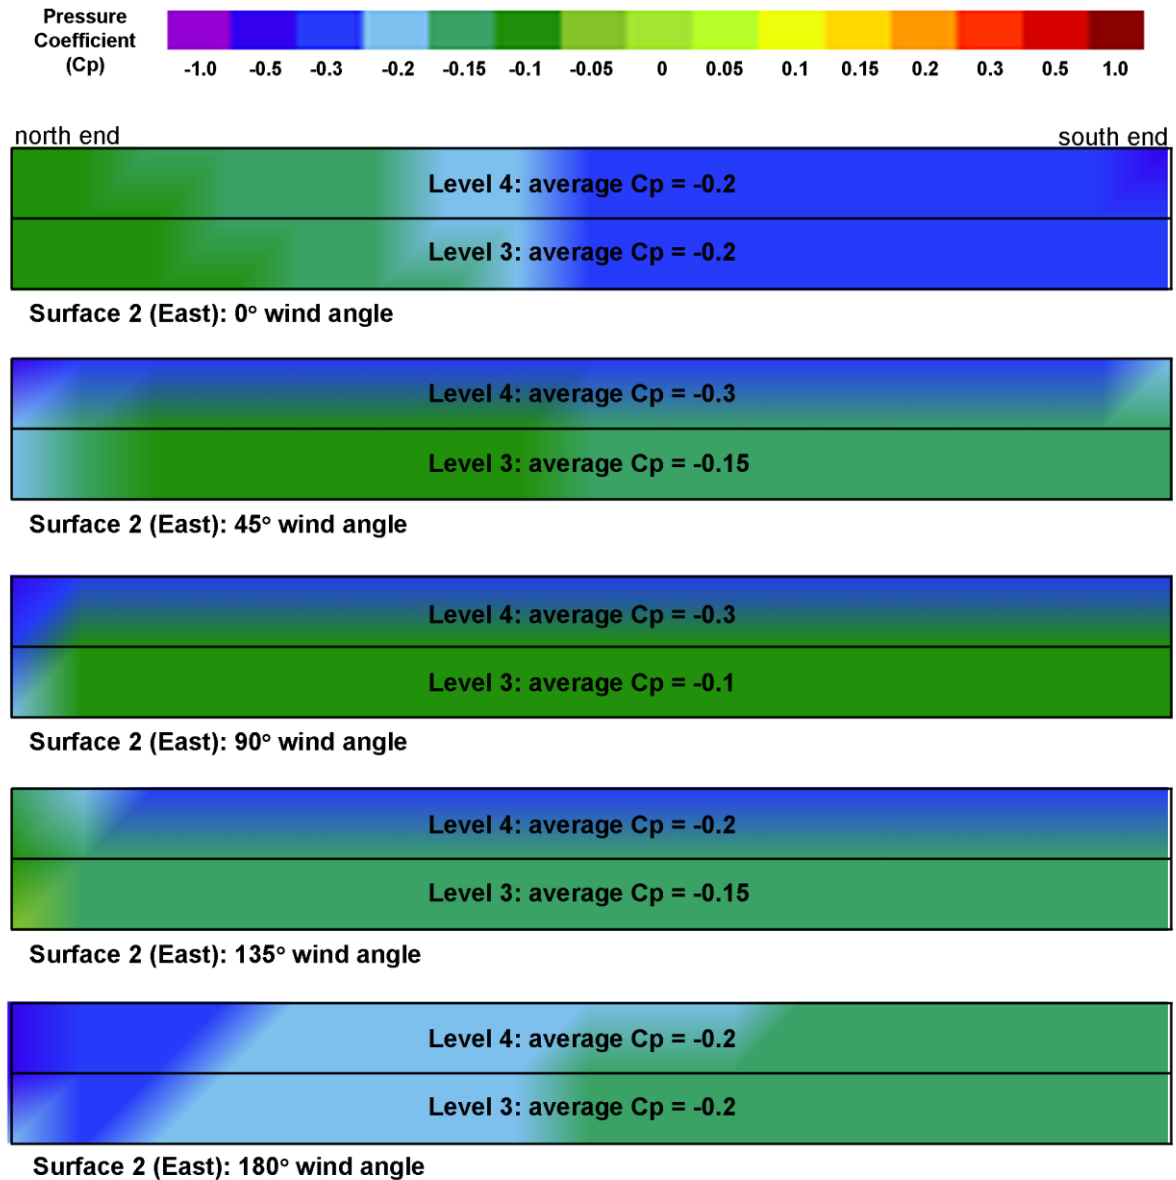 Pressure
Coefficient
(Cp)
-1.0 -0.5 -0.3 -0.2 -0.15 -0.1 -0.05 0 0.05 0.1 0.15 0.2 0.3 0.5 1.0
north end south end
Level 4: average Cp = -0.2
Level 3: average Cp = -0.2
Surface 2 (East): 0° wind angle
Level 4: average Cp = -0.3
Level 3: average Cp = -0.15
Surface 2 (East): 45° wind angle
Level 4: average Cp = -0.3
Level 3: average Cp = -0.1
Surface 2 (East): 90° wind angle
Level 4: average Cp = -0.2
Level 3: average Cp = -0.15
Surface 2 (East): 135° wind angle
Level 4: average Cp = -0.2
Level 3: average Cp = -0.2
Surface 2 (East): 180° wind angle